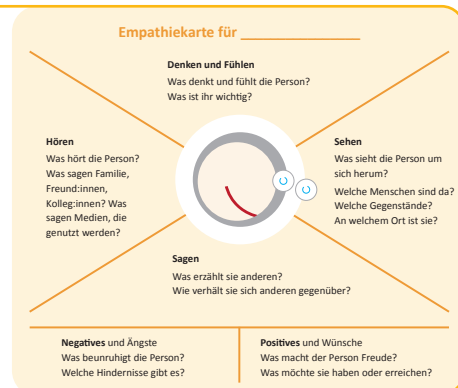 Empathiekarte für ___________________
Denken und Fühlen
Was denkt und fühlt die Person?
Was ist ihr wichtig?
Hören
Was hört die Person?
Was sagen Familie,
Freund:innen,
Kolleg:innen? Was
sagen Medien, die
genutzt werden?
Sehen
Was sieht die Person um
sich herum?
Welche Menschen sind da?
Welche Gegenstände?
An welchem Ort ist sie?
Sagen
Was erzählt sie anderen?
Wie verhält sie sich anderen gegenüber?
Negatives und Ängste
Was beunruhigt die Person?
Welche Hindernisse gibt es?
Positives und Wünsche
Was macht der Person Freude?
Was möchte sie haben oder erreichen?